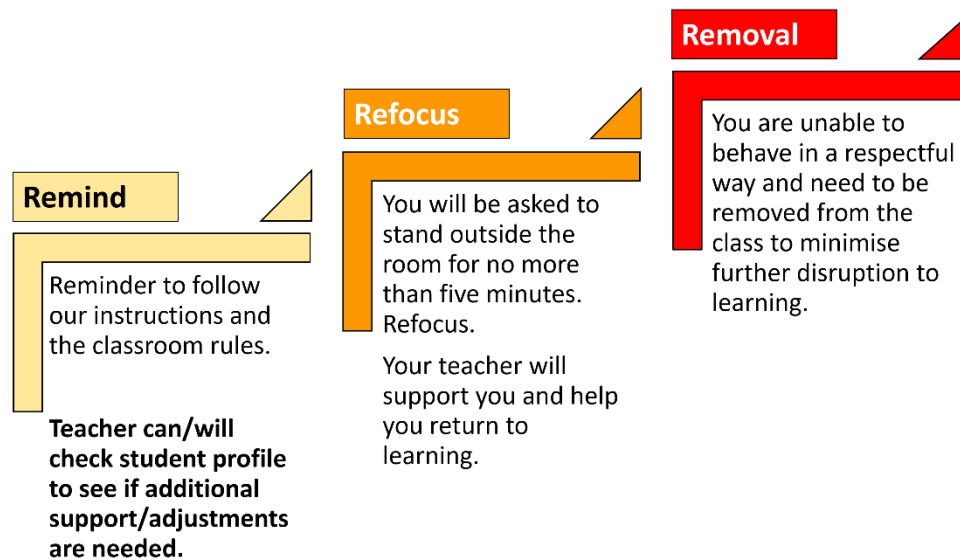 Remind
Reminder to follow
our instructions and
the classroom rules.
Teacher can/will
check student profile
to see if additional
support/adjustments
are needed.
Refocus
You will be asked to
stand outside the
room for no more
than five minutes.
Refocus.
Your teacher will
support you and help
you return to
learning.
Removal
You are unable to
behave in a respectful
way and need to be
removed from the
class to minimise
further disruption to
learning.